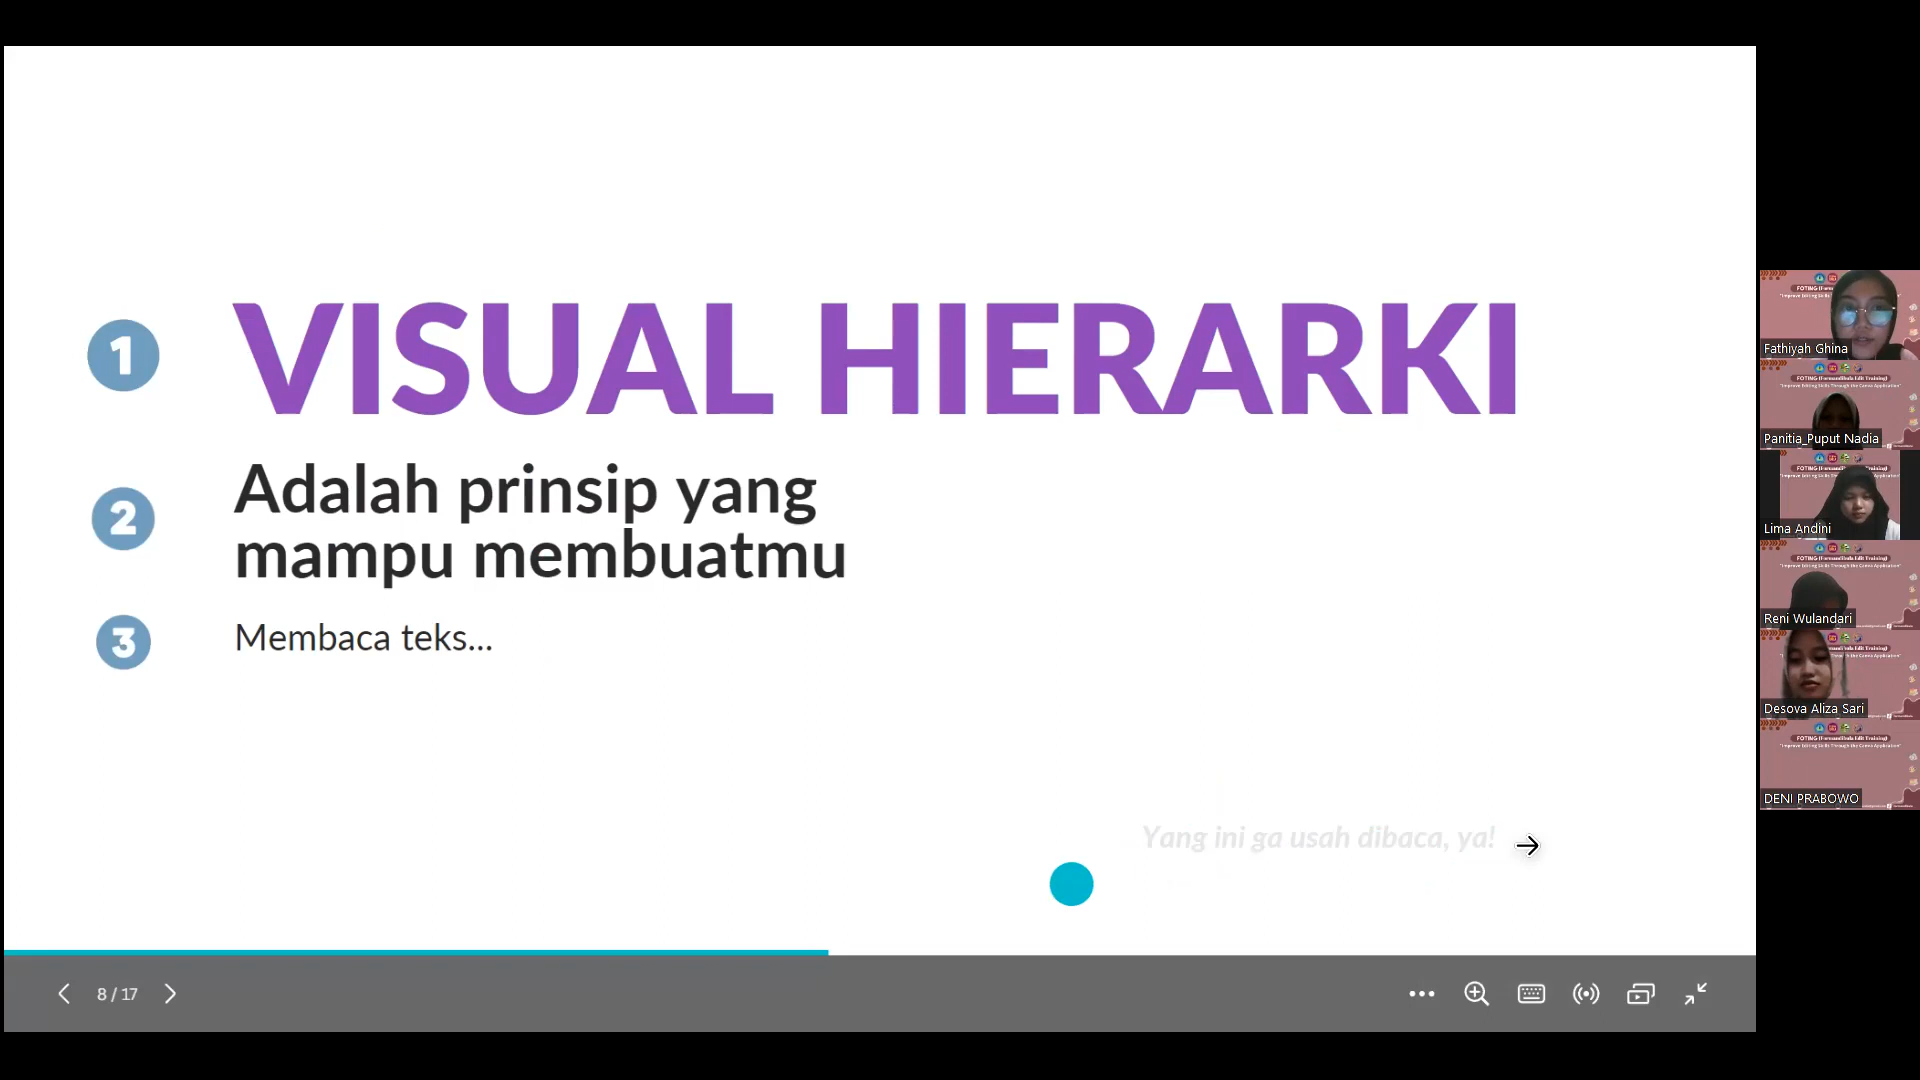 1
VISUAL HIERARKI
2
Adalah prinsip yang
mampu membuatmu
3
Membaca teks...
Yang ini ga usah dibaca, ya!
8 / 17
Fathiyah Ghina
Panitia_Puput Nadia
Lima Andini
Reni Wulandari
Desova Aliza Sari
DENI PRABOWO